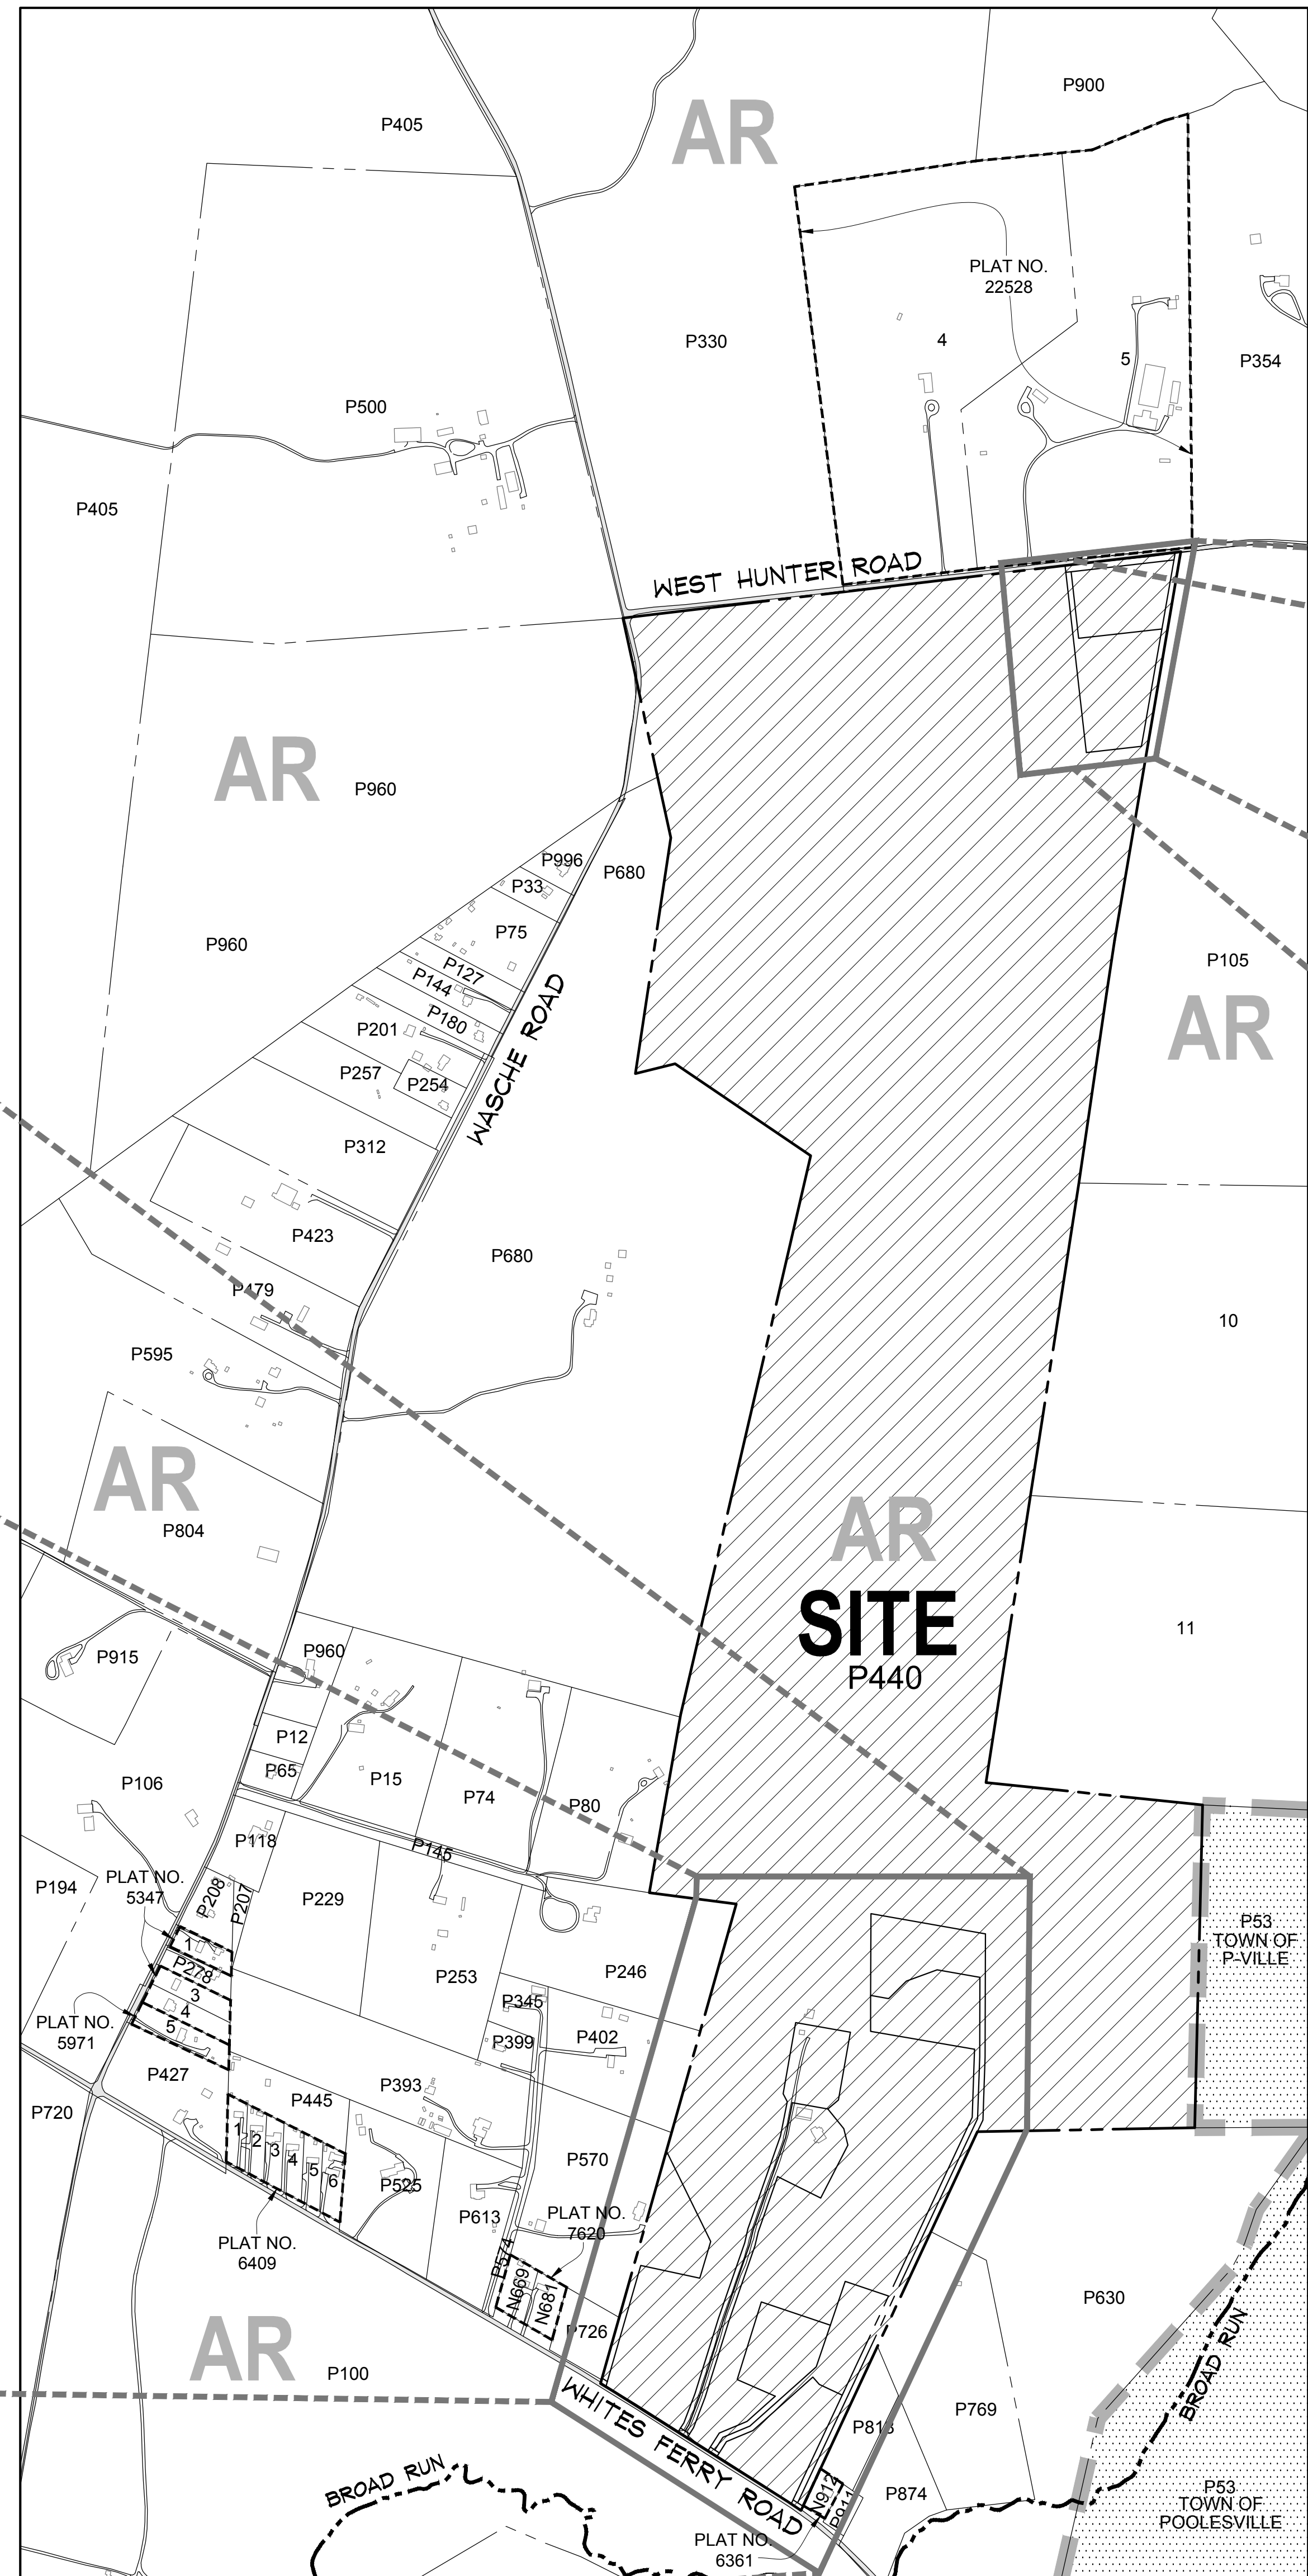 P900
P405
AR
PLAT NO.
22528
P330
4
5
P354
P500
P405
WEST HUNTER ROAD
AR
P960
P996
P680
P33
P75
P960
P105
P127
P144
P180
P201
AR
WASCHE ROAD
P257
P254
P312
P423
P680
P479
10
P595
AR
AR
P804
SITE
11
P960
P915
P440
P12
P65
P15
P106
P74
P80
P118
P145
PLAT NO.
5347
P194
P208
P207
P229
P53
TOWN OF
P-VILLE
1
P278
P253
P246
3
P345
4
PLAT NO.
5971
5
P399
P402
P427
P393
P445
P720
1
2
3
4
5
6
P570
P525
P613
PLAT NO.
7620
PLAT NO.
6409
P574
N669
N681
P630
P726
AR
P100
BROAD RUN
WHITES FERRY ROAD
P769
P813
BROAD RUN
N912
P911
P874
P53
TOWN OF
POOLESVILLE
PLAT NO.
6361